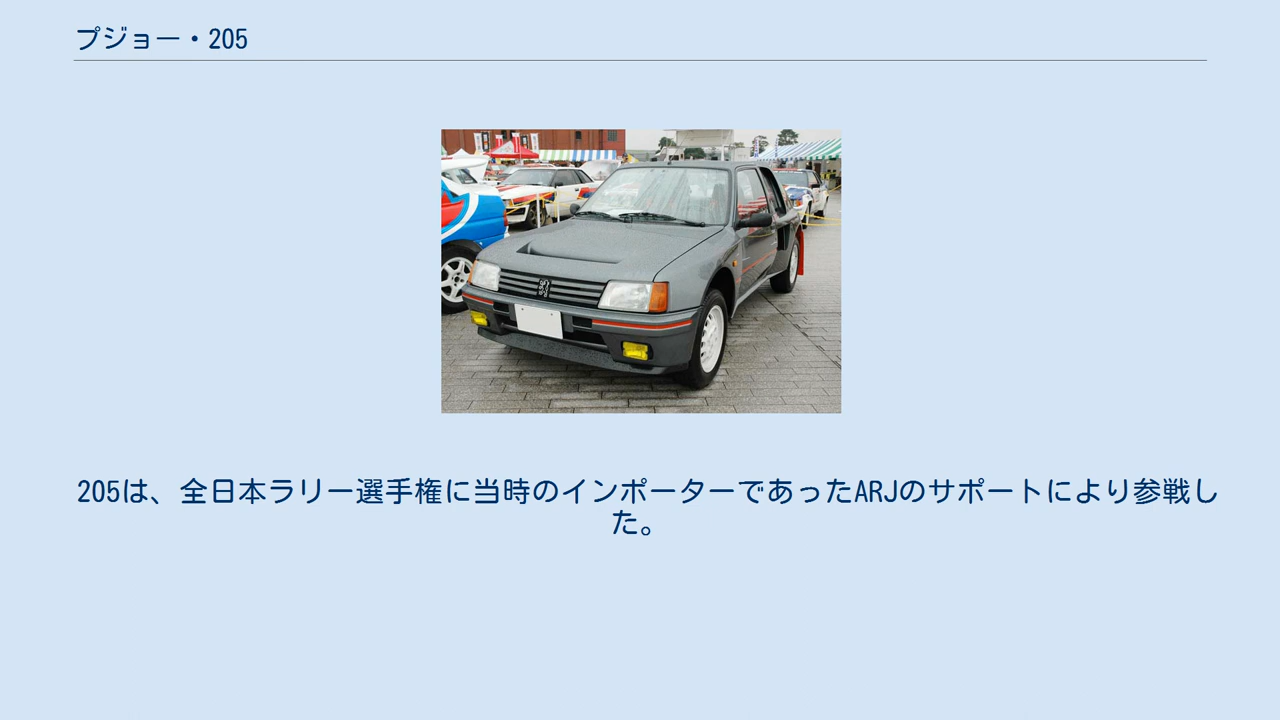 プジョー・205
205は、全日本ラリー選手権に当時のインポーターであったARJのサポートにより参戦し
た。